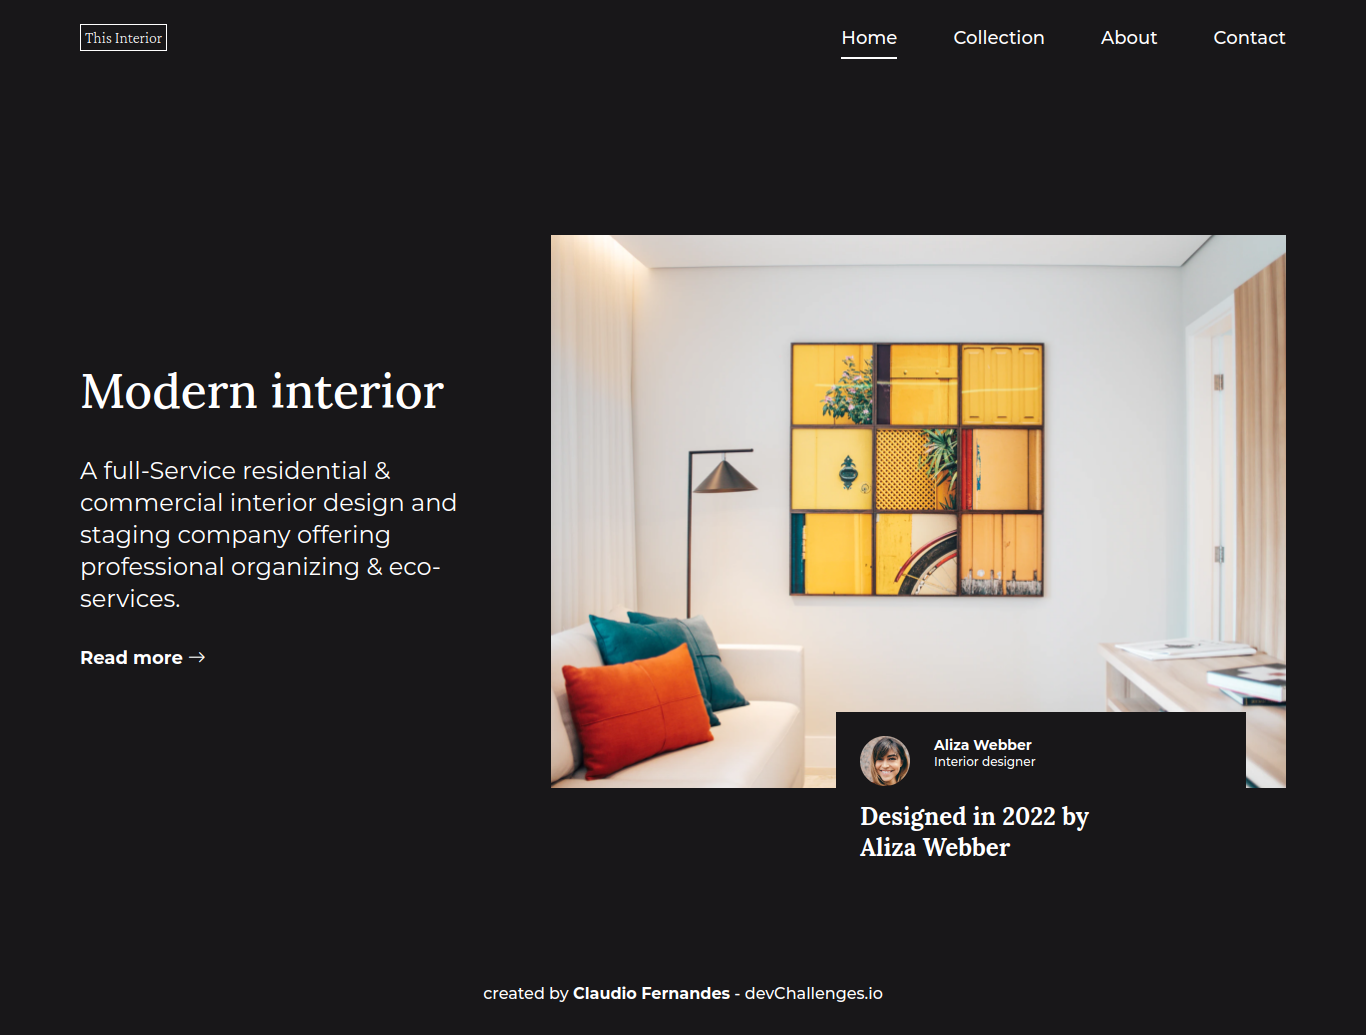 This Interior
Home
Collection
About
Contact
Modern interior
A full-Service residential &
commercial interior design and
staging company offering
professional organizing & eco-
services.
Read more →
Aliza Webber
Interior designer
Designed in 2022 by
Aliza Webber
created by Claudio Fernandes - devChallenges.io